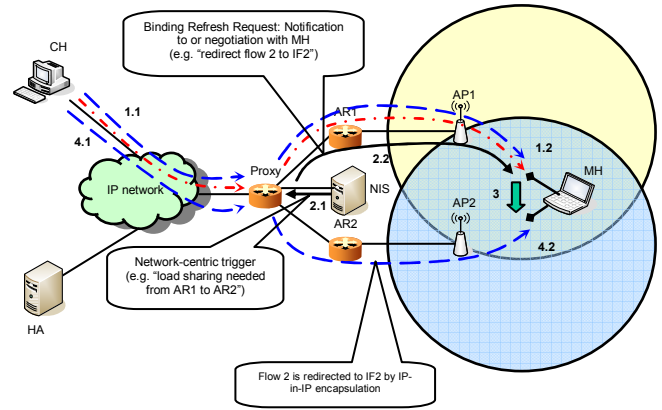 Binding Refresh Request: Notification
to or negotiation with MH
(e.g. “redirect flow 2 to IF2”)
CH
AP1
AR1
1.1
4.1
1.2
2.2
Proxy
MH
IP network
NIS
AP2
3
2.1
AR2
4.2
Network-centric trigger
(e.g. “load sharing needed
from AR1 to AR2”)
HA
Flow 2 is redirected to IF2 by IP-
in-IP encapsulation